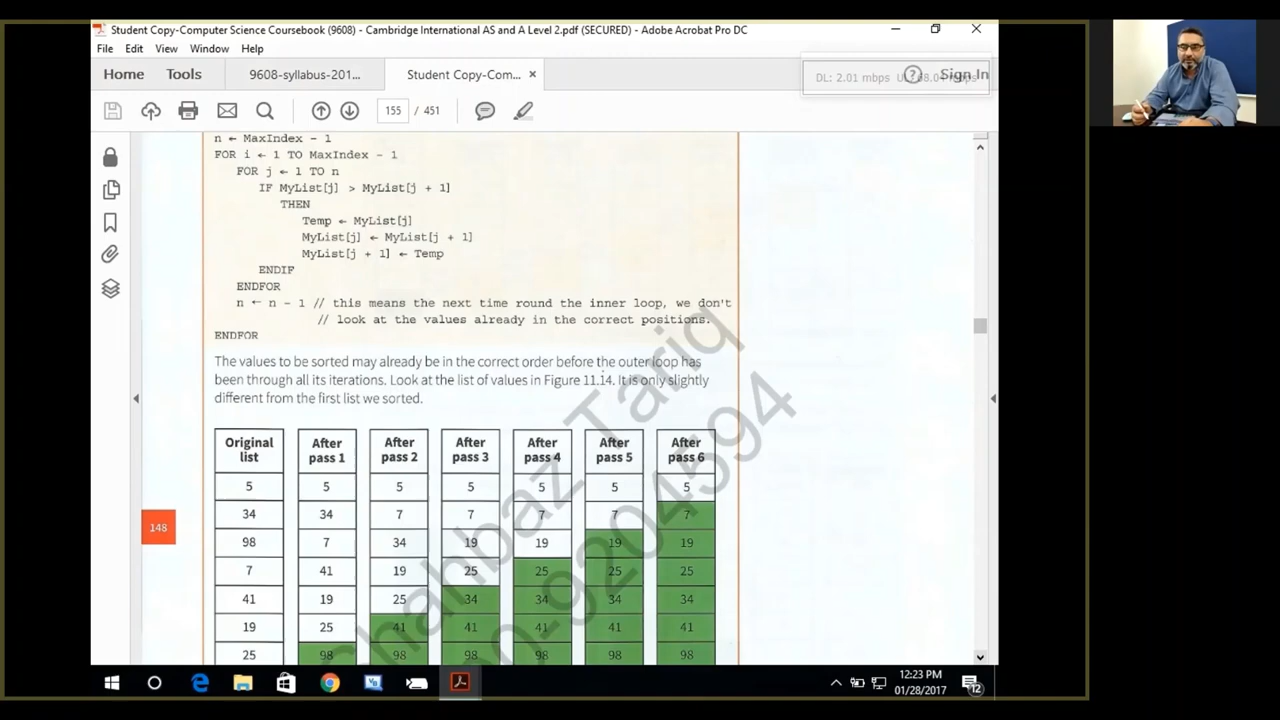 Student Copy-Computer Science Coursebook (9608) - Cambridge International AS and A Level 2.pdf (SECURED) - Adobe Acrobat Pro DC
File Edit View Window Help
Home Tools 9608-syllabus-201... Student Copy-Com... × DL: 2.01 mbps Sign In
155 / 451
n ← MaxIndex - 1
FOR i ← 1 TO MaxIndex - 1
FOR j ← 1 TO n
IF MyList[j] > MyList[j + 1]
THEN
Temp ← MyList[j]
MyList[j] ← MyList[j + 1]
MyList[j + 1] ← Temp
ENDIF
ENDFOR
n ← n - 1 // this means the next time round the inner loop, we don't
// look at the values already in the correct positions.
ENDFOR
The values to be sorted may already be in the correct order before the outer loop has
been through all its iterations. Look at the list of values in Figure 11.14. It is only slightly
different from the first list we sorted.
Original list After pass 1 After pass 2 After pass 3 After pass 4 After pass 5 After pass 6
5 5 5 5 5 5 5
34 34 7 7 7 7 7
148
98 7 34 19 19 19 19
7 41 19 25 25 25 25
41 19 25 34 34 34 34
19 25 41 41 41 41 41
25 98 98 98 98 98 98
Shahbaz Tariq
-9204594
12:23 PM
01/28/2017
12